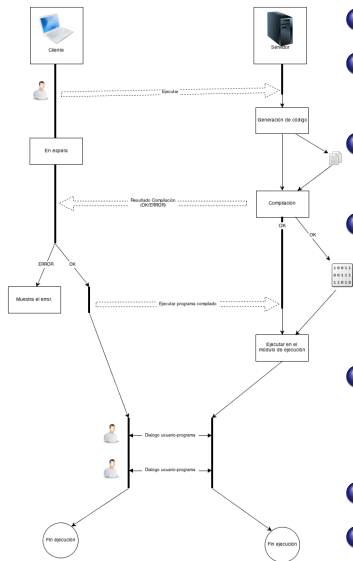 Cliente
Servidor
Ejecutar
Generación de código
En espera
Resultado Compilación
(OK/ERROR)
Compilación
OK
OK
ERROR
OK
10011
00111
11010
Muestra el error.
Ejecutar programa compilado
Ejecutar en el
módulo de ejecución
Dialogo usuario-programa
Dialogo usuario-programa
Fin ejecución
Fin ejecución